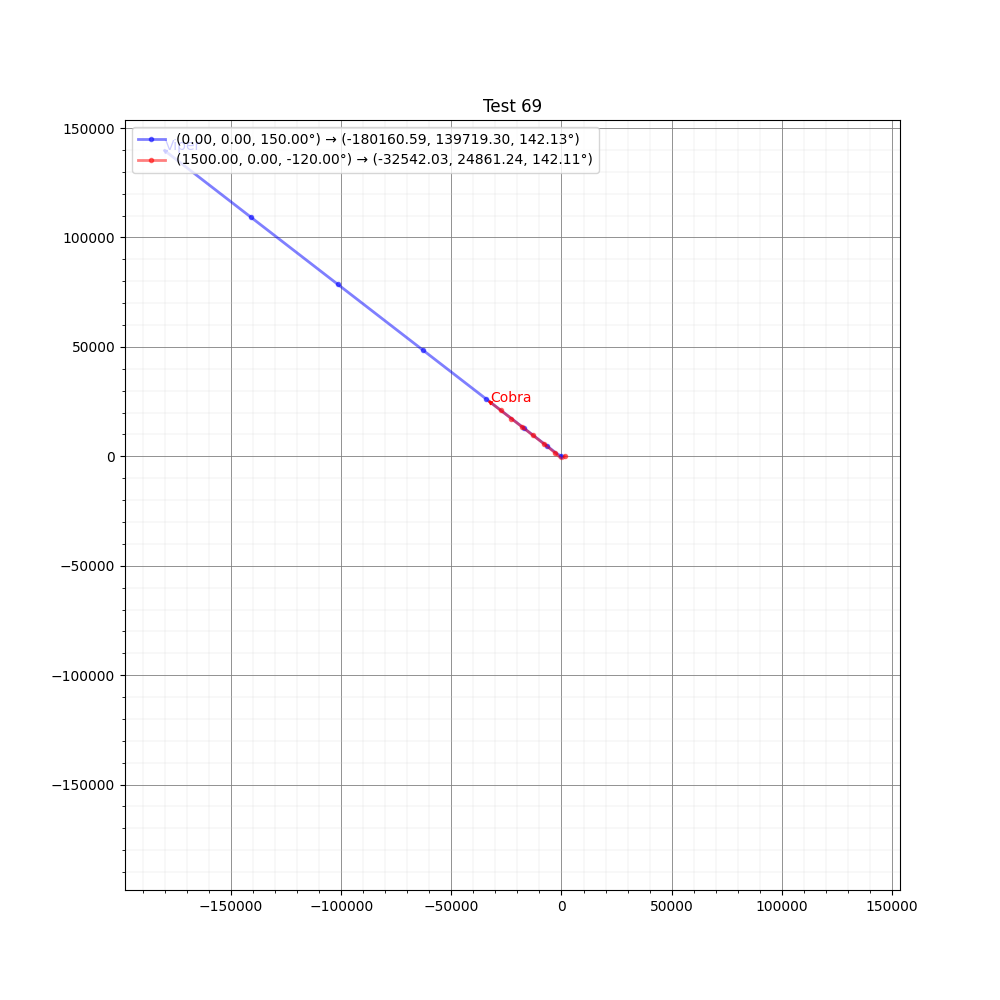 Test 69
(0.00, 0.00, 150.00°) → (-180160.59, 139719.30, 142.13°)
(1500.00, 0.00, -120.00°) → (-32542.03, 24861.24, 142.11°)
Viper
Cobra
150000
100000
50000
0
−50000
−100000
−150000
−150000 −100000 −50000 0 50000 100000 150000